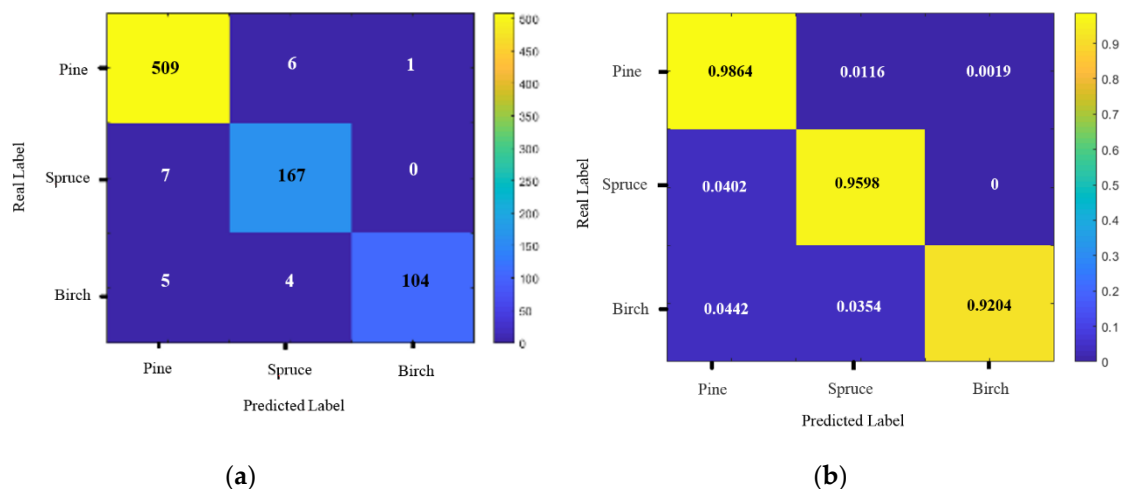 500
450
400
350
300
250
200
150
100
50
0
Pine
Spruce
Birch
Real Label
509 6 1
7 167 0
5 4 104
Pine Spruce Birch
Predicted Label
(a)
0.9
0.8
0.7
0.6
0.5
0.4
0.3
0.2
0.1
0
Pine
Spruce
Birch
Real Label
0.9864 0.0116 0.0019
0.0402 0.9598 0
0.0442 0.0354 0.9204
Pine Spruce Birch
Predicted Label
(b)